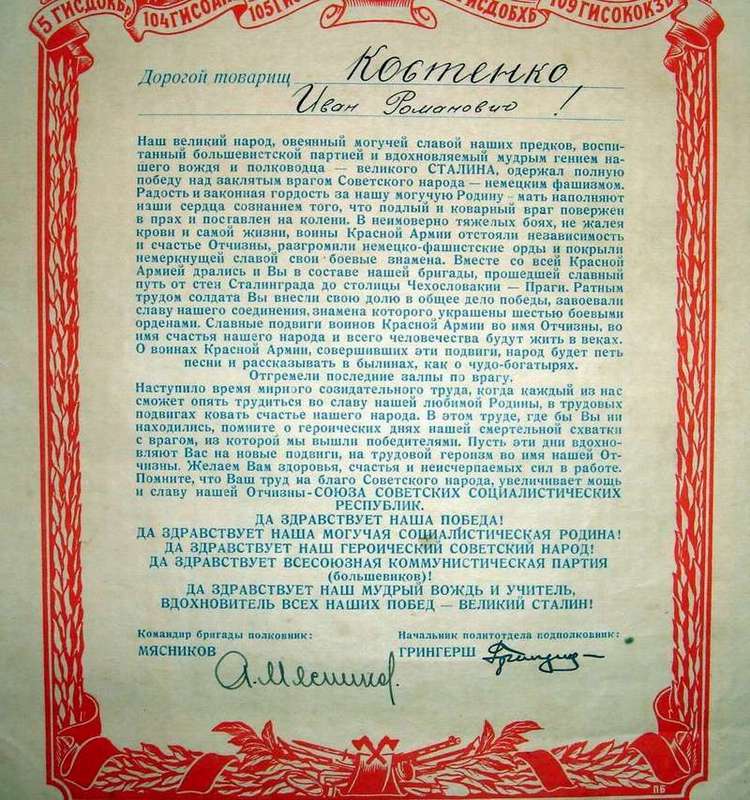 5 ГИСДОКБ
104 ГИСОА
105 ГИС
ГИСДОБХБ
109 ГИСОКОКЗБ
Дорогой товарищ Костенко
Иван Романович!
Наш великий народ, овеянный могучей славой наших предков, воспи-
танный большевистской партией и вдохновляемый мудрым гением на-
шего вождя и полководца — великого СТАЛИНА, одержал полную
победу над заклятым врагом Советского народа — немецким фашизмом.
Радость и законная гордость за нашу могучую Родину — мать наполняют
наши сердца сознанием того, что подлый и коварный враг повержен
в прах и поставлен на колени. В неимоверно тяжелых боях, не жалея
крови и самой жизни, воины Красной Армии отстояли независимость
и счастье Отчизны, разгромили немецко-фашистские орды и покрыли
немеркнущей славой свои боевые знамена. Вместе со всей Красной
Армией дрались и Вы в составе нашей бригады, прошедшей славный
путь от стен Сталинграда до столицы Чехословакии — Праги. Ратным
трудом солдата Вы внесли свою долю в общее дело победы, завоевали
славу нашего соединения, знамена которого украшены шестью боевыми
орденами. Славные подвиги воинов Красной Армии во имя Отчизны, во
имя счастья нашего народа и всего человечества будут жить в веках.
О воинах Красной Армии, совершивших эти подвиги, народ будет петь
песни и рассказывать в былинах, как о чудо-богатырях.
Отгремели последние залпы по врагу.
Наступило время мирного созидательного труда, когда каждый из нас
сможет опять трудиться во славу нашей любимой Родины, в трудовых
подвигах ковать счастье нашего народа. В этом труде, где бы Вы ни
находились, помните о героических днях нашей смертельной схватки
с врагом, из которой мы вышли победителями. Пусть эти дни вдохно-
вляют Вас на новые подвиги, на трудовой героизм во имя нашей От-
чизны. Желаем Вам здоровья, счастья и неисчерпаемых сил в работе.
Помните, что Ваш труд на благо Советского народа, увеличивает мощь
и славу нашей Отчизны-СОЮЗА СОВЕТСКИХ СОЦИАЛИСТИЧЕСКИХ
РЕСПУБЛИК.
ДА ЗДРАВСТВУЕТ НАША ПОБЕДА!
ДА ЗДРАВСТВУЕТ НАША МОГУЧАЯ СОЦИАЛИСТИЧЕСКАЯ РОДИНА!
ДА ЗДРАВСТВУЕТ НАШ ГЕРОИЧЕСКИЙ СОВЕТСКИЙ НАРОД!
ДА ЗДРАВСТВУЕТ ВСЕСОЮЗНАЯ КОММУНИСТИЧЕСКАЯ ПАРТИЯ
(большевиков)!
ДА ЗДРАВСТВУЕТ НАШ МУДРЫЙ ВОЖДЬ И УЧИТЕЛЬ,
ВДОХНОВИТЕЛЬ ВСЕХ НАШИХ ПОБЕД — ВЕЛИКИЙ СТАЛИН!
Командир бригады полковник:
МЯСНИКОВ
А. Мясников.
Начальник политотдела подполковник:
ГРИНГЕРШ
ПБ